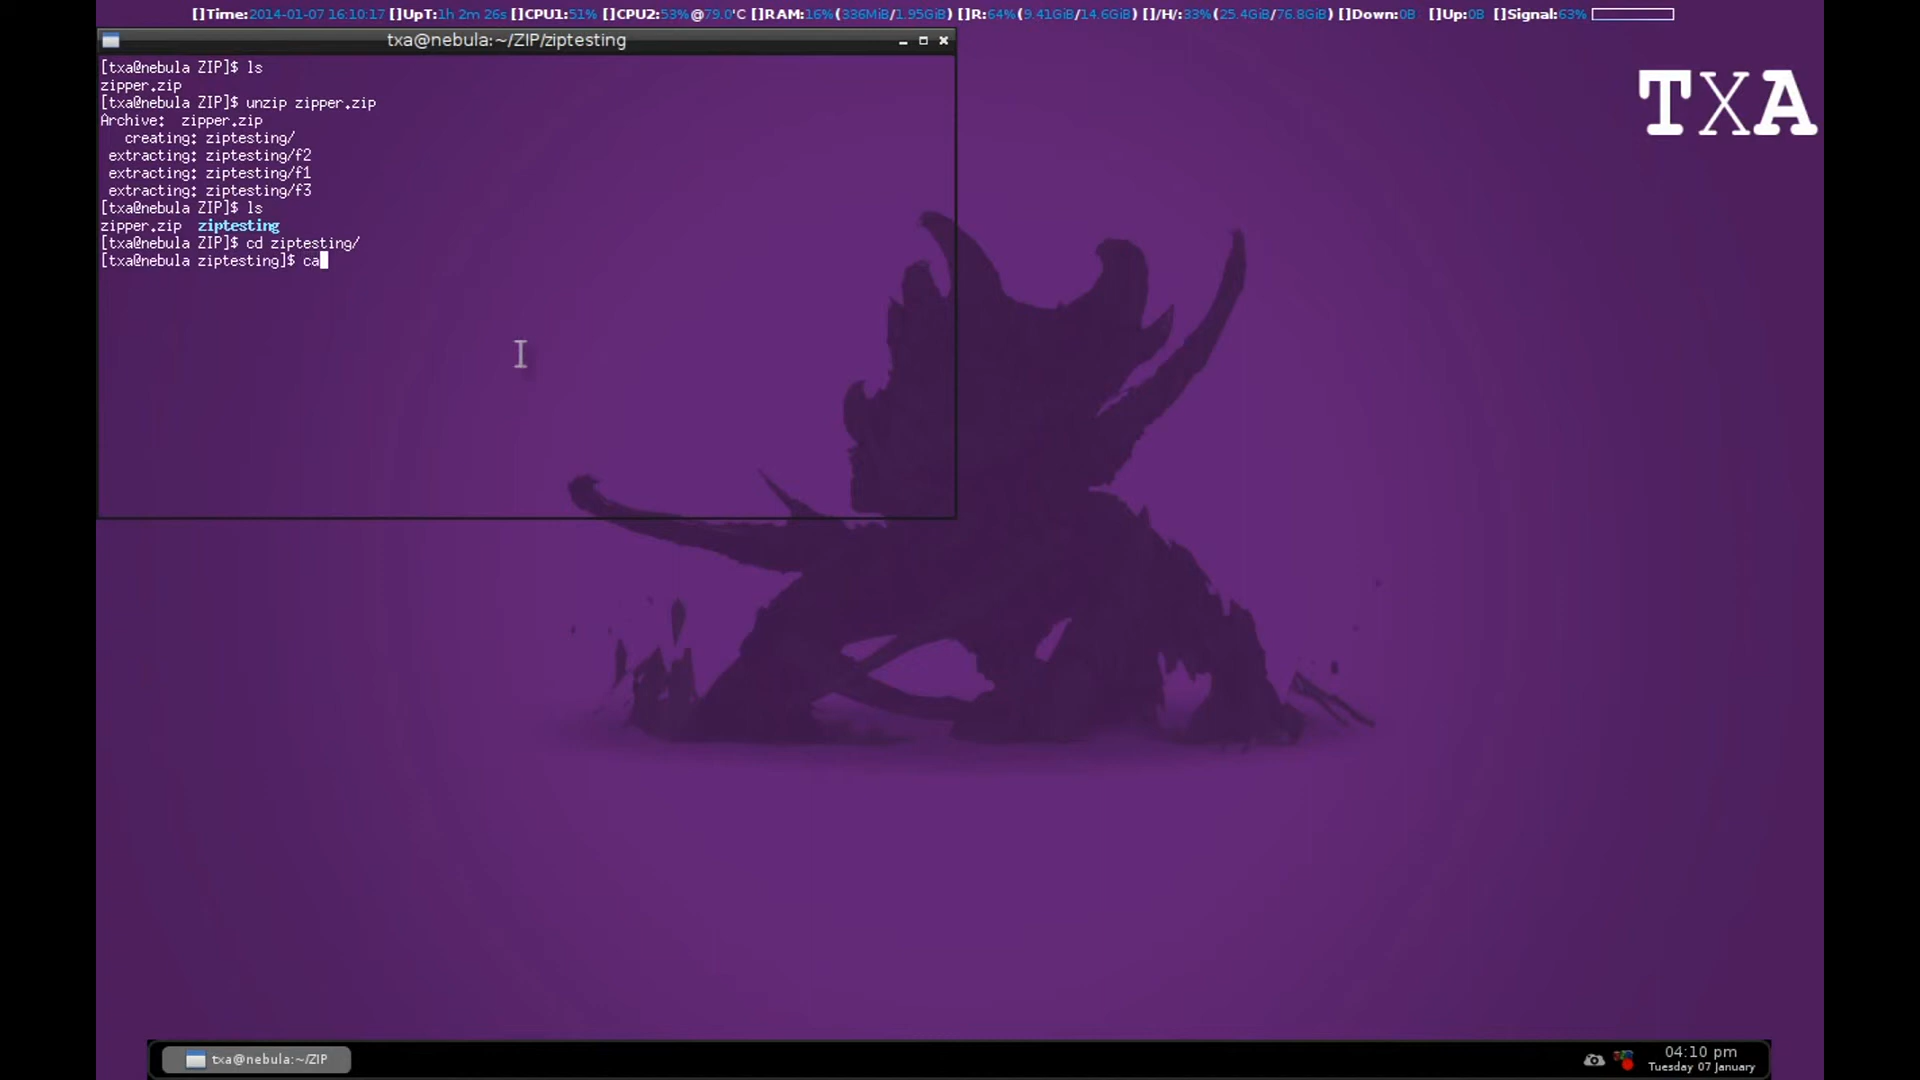 []Time:2014-01-07 16:10:17 []UpT:1h 2m 26s []CPU1:51% []CPU2:53%@79.0'C []RAM:16%(336MiB/1.95GiB) []R:64%(9.41GiB/14.6GiB) []/H/:33%(25.4GiB/76.8GiB) []Down:0B []Up:0B []Signal:63%
txa@nebula:~/ZIP/ziptesting
[txa@nebula ZIP]$ ls
zipper.zip
[txa@nebula ZIP]$ unzip zipper.zip
Archive:  zipper.zip
   creating: ziptesting/
 extracting: ziptesting/f2
 extracting: ziptesting/f1
 extracting: ziptesting/f3
[txa@nebula ZIP]$ ls
zipper.zip  ziptesting
[txa@nebula ZIP]$ cd ziptesting/
[txa@nebula ziptesting]$ ca
TXA
txa@nebula:~/ZIP
04:10 pm
Tuesday 07 January